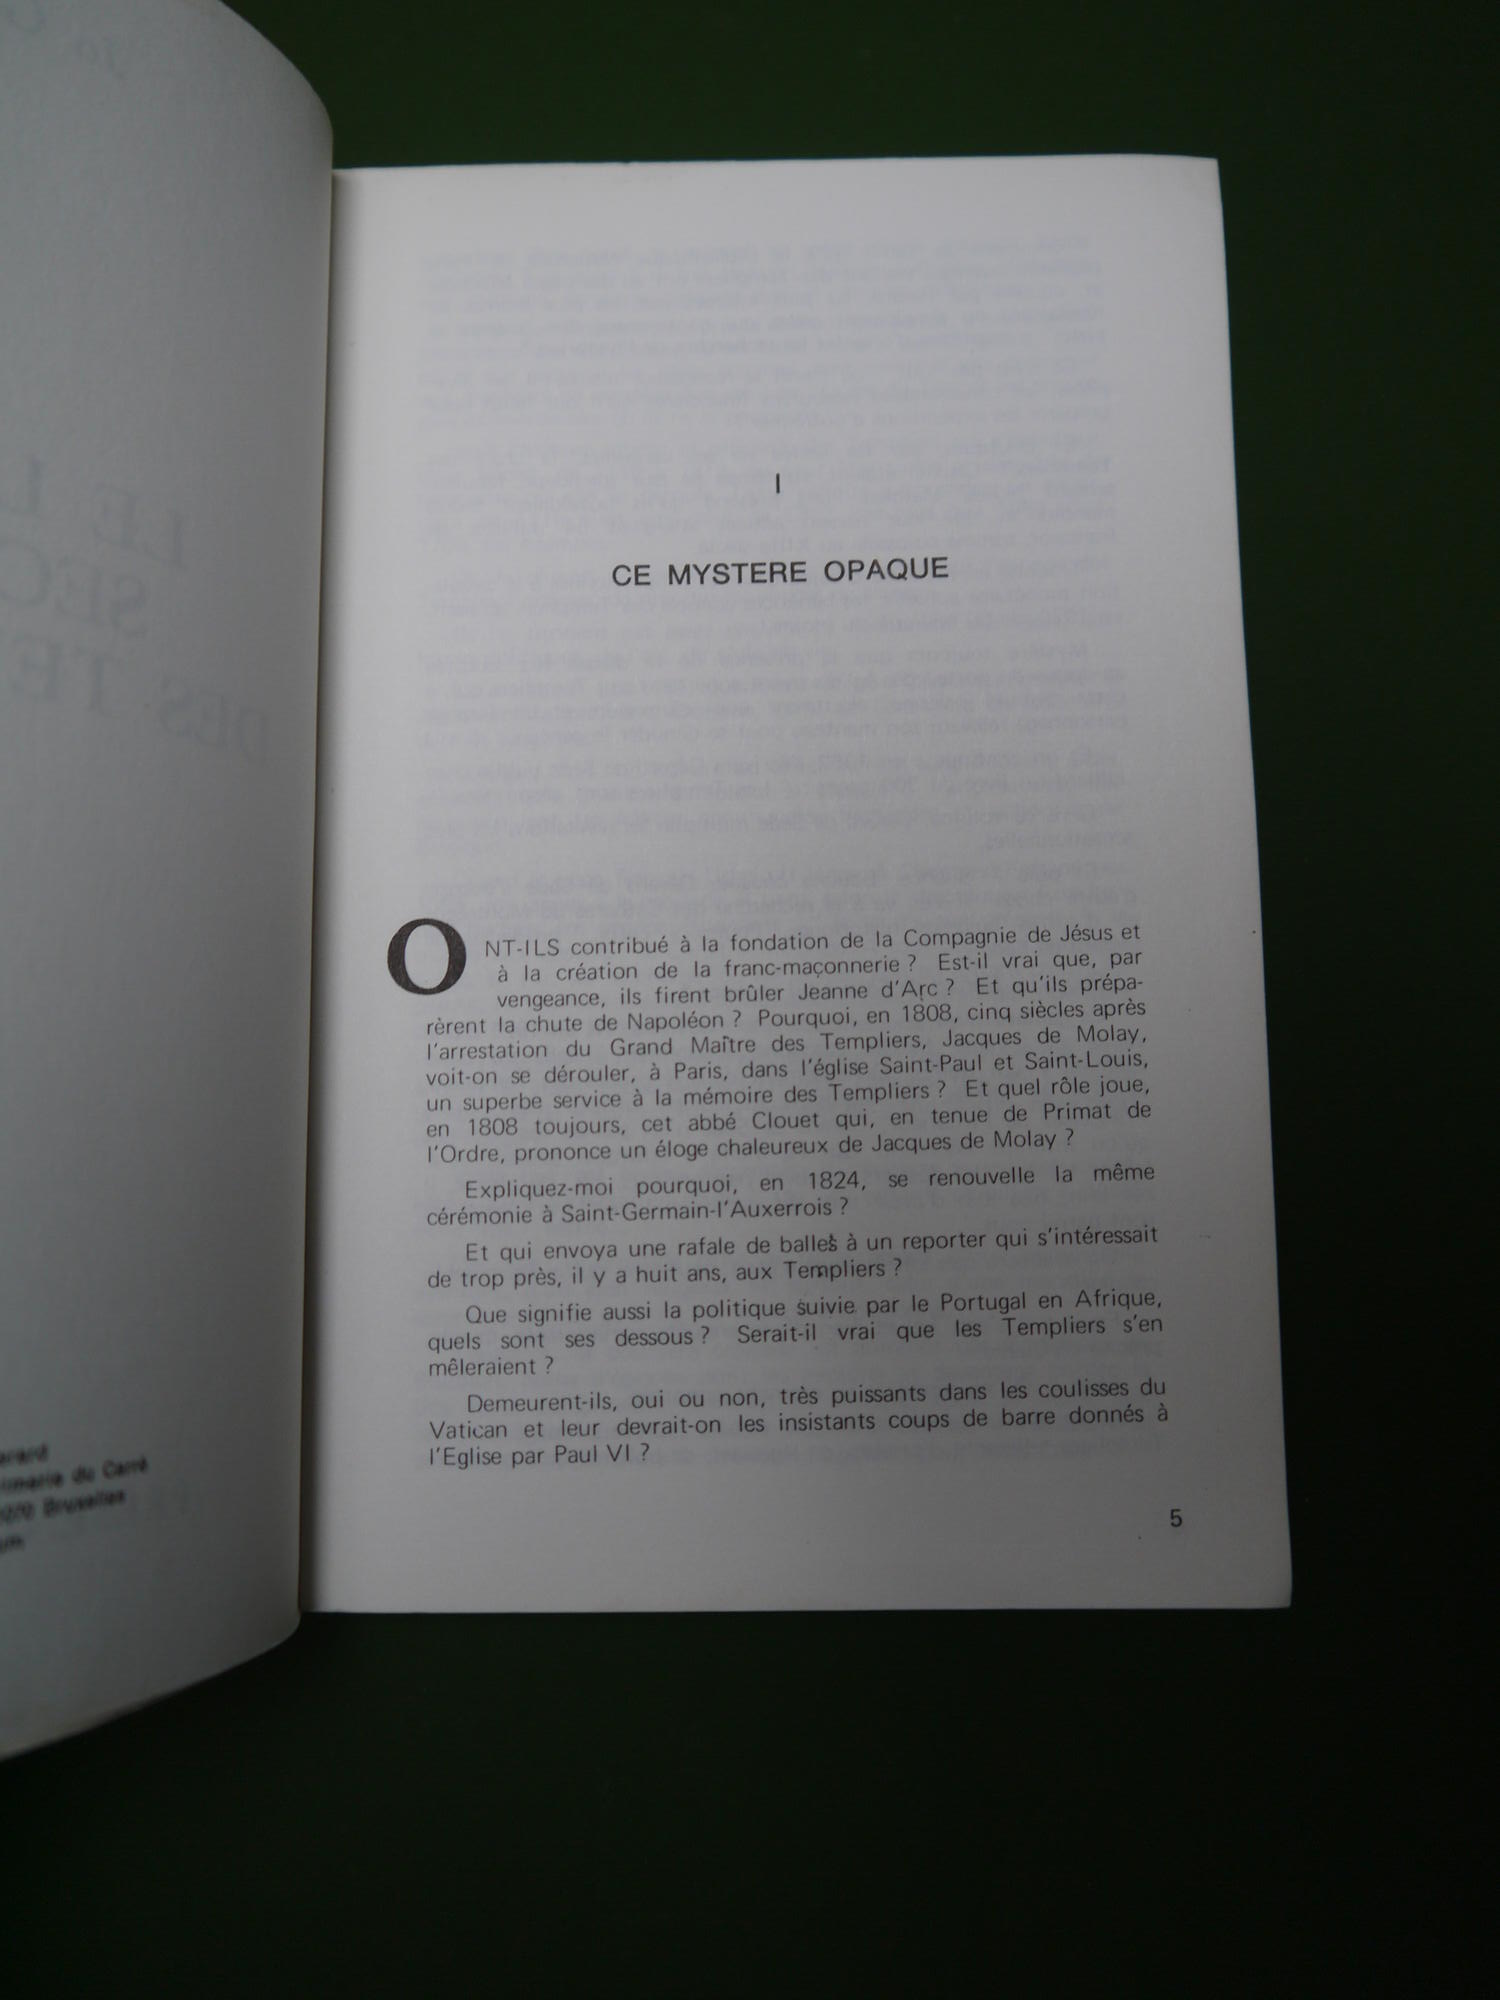 I
CE MYSTERE OPAQUE
ONT-ILS contribué à la fondation de la Compagnie de Jésus et
à la création de la franc-maçonnerie ? Est-il vrai que, par
vengeance, ils firent brûler Jeanne d'Arc ? Et qu'ils prépa-
rèrent la chute de Napoléon ? Pourquoi, en 1808, cinq siècles après
l'arrestation du Grand Maître des Templiers, Jacques de Molay,
voit-on se dérouler, à Paris, dans l'église Saint-Paul et Saint-Louis,
un superbe service à la mémoire des Templiers ? Et quel rôle joue,
en 1808 toujours, cet abbé Clouet qui, en tenue de Primat de
l'Ordre, prononce un éloge chaleureux de Jacques de Molay ?
Expliquez-moi pourquoi, en 1824, se renouvelle la même
cérémonie à Saint-Germain-l'Auxerrois ?
Et qui envoya une rafale de balles à un reporter qui s'intéressait
de trop près, il y a huit ans, aux Templiers ?
Que signifie aussi la politique suivie par le Portugal en Afrique,
quels sont ses dessous ? Serait-il vrai que les Templiers s'en
mêleraient ?
Demeurent-ils, oui ou non, très puissants dans les coulisses du
Vatican et leur devrait-on les insistants coups de barre donnés à
l'Eglise par Paul VI ?
5
du Carré
Bruxelles